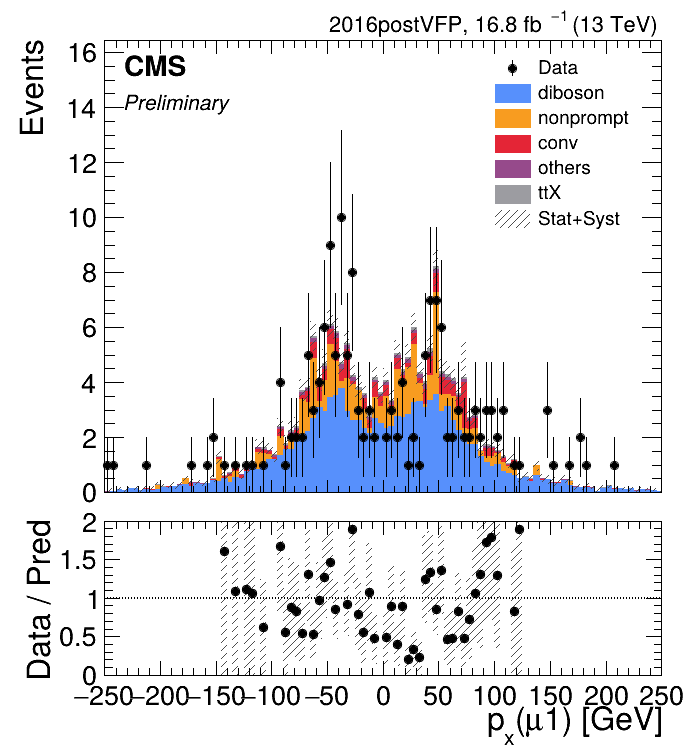 2016postVFP, 16.8 fb ⁻¹ (13 TeV)
CMS
Preliminary
Events
16
14
12
10
8
6
4
2
0
Data
diboson
nonprompt
conv
others
ttX
Stat+Syst
Data / Pred
2
1.5
1
0.5
0
−250 −200 −150 −100 −50 0 50 100 150 200 250
pₓ(μ1) [GeV]